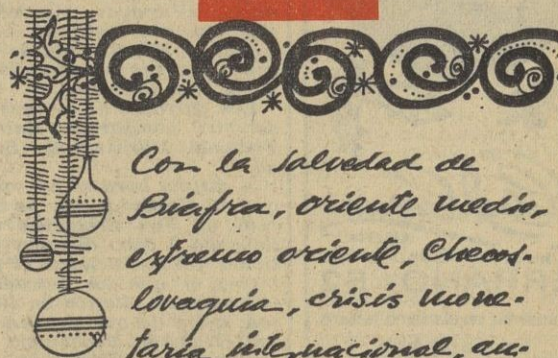 Con la salvedad de
Biafra, oriente medio,
extremo oriente, Checos-
lovaquia, crisis mone-
taria internacional au-